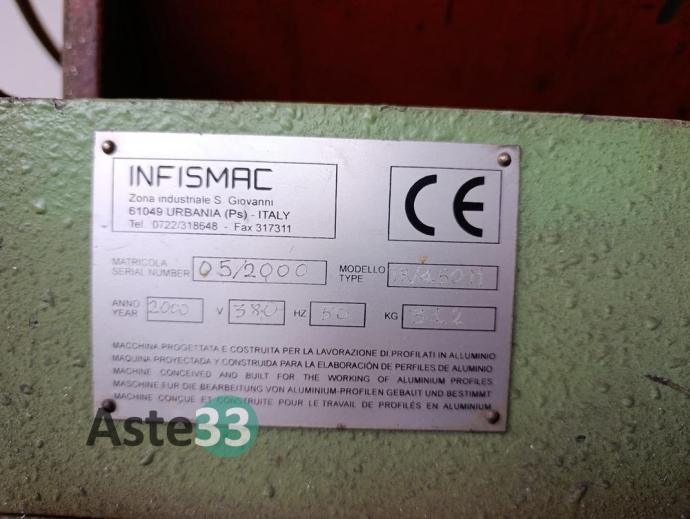 INFISMAC
Zona industriale S. Giovanni
61049 URBANIA (Ps) - ITALY
Tel. 0722/318648 - Fax 317311
CE
MATRICOLA
SERIAL NUMBER 05/2000
MODELLO
TYPE
ANNO
YEAR 2000 V 380 HZ 50 KG
MACCHINA PROGETTATA E COSTRUITA PER LA LAVORAZIONE DI PROFILATI IN ALLUMINIO
MAQUINA PROYECTADA Y CONSTRUIDA PARA LA ELABORACIÓN DE PERFILES DE ALUMINIO
MACHINE CONCEIVED AND BUILT FOR THE WORKING OF ALUMINIUM PROFILES
MASCHINE FUR DIE BEARBEITUNG VON ALUMINIUM-PROFILEN GEBAUT UND BESTIMMT
MACHINE CONÇUE ET CONSTRUITE POUR LE TRAVAIL DE PROFILÉS EN ALUMINIUM
Aste33